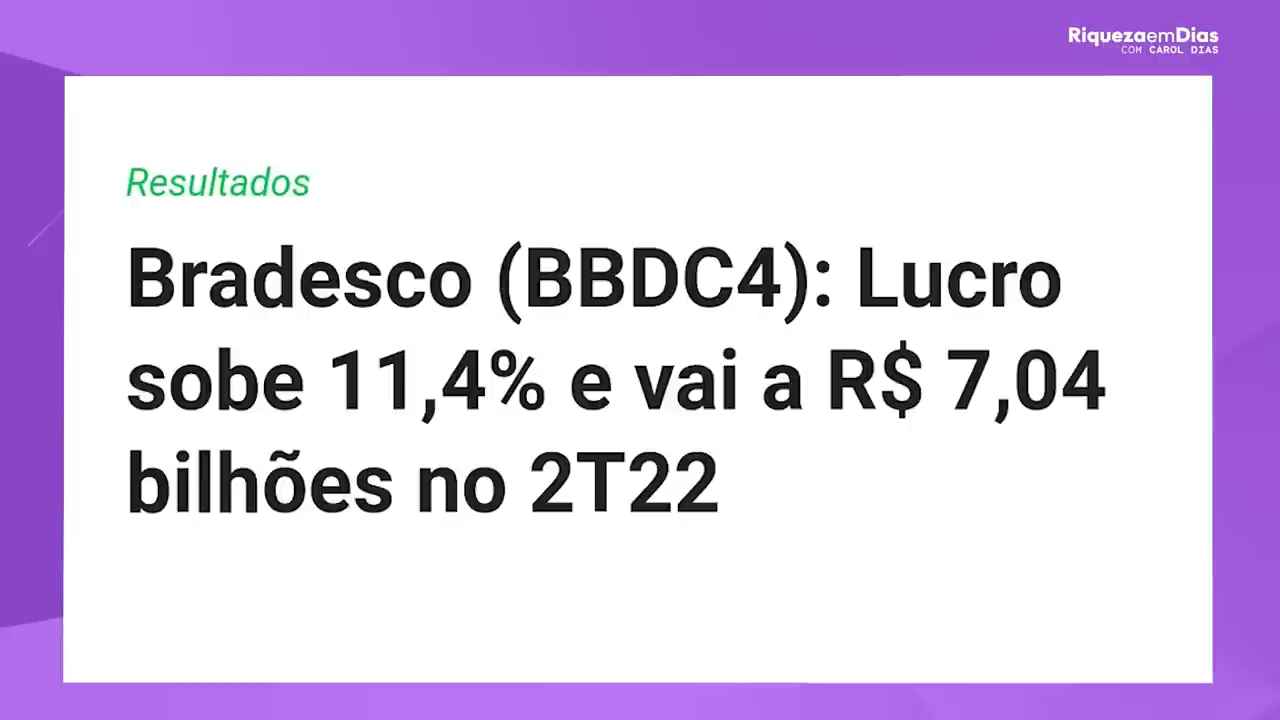 RiquezaemDias
COM CAROL DIAS
Resultados
Bradesco (BBDC4): Lucro
sobe 11,4% e vai a R$ 7,04
bilhões no 2T22